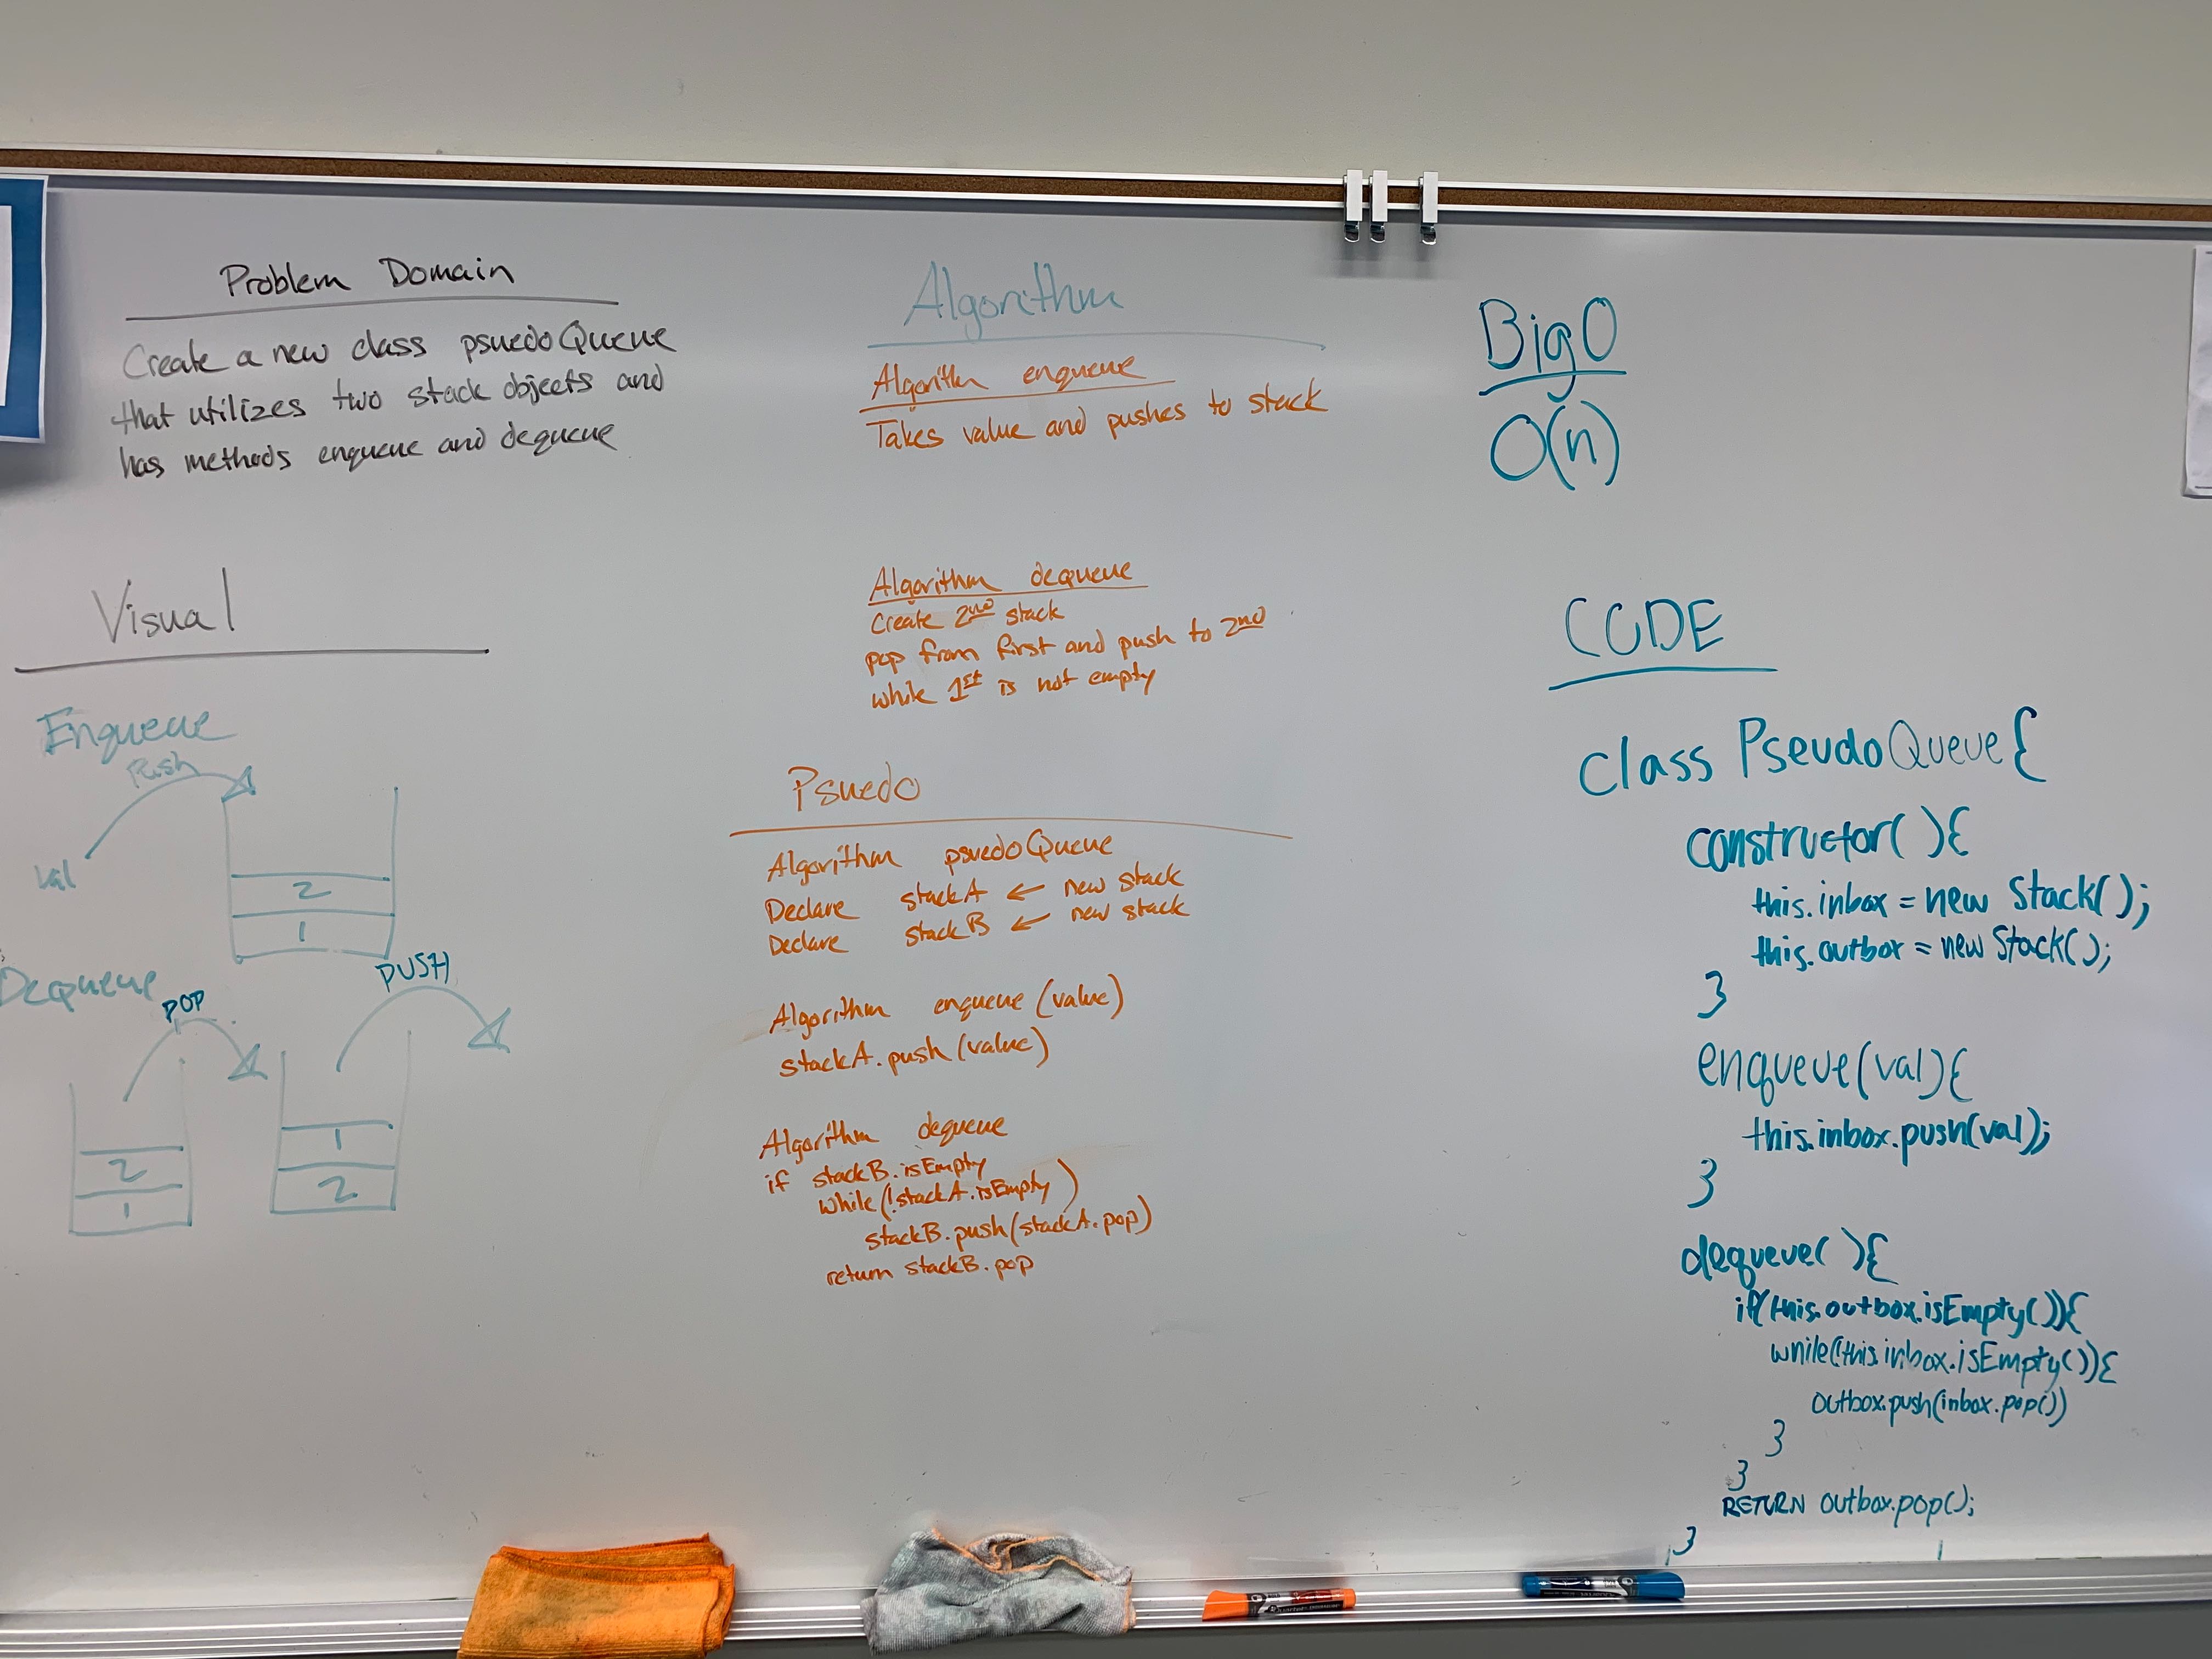 Problem Domain
Create a new class psuedoQueue
that utilizes two stack objects and
has methods enqueue and dequeue
Visual
Enqueue
Push
val
2
1
Dequeue
POP
PUSH
2
1
1
2
Algorithm
Algorithm enqueue
Takes value and pushes to stack
Algorithm dequeue
Create 2nd stack
pop from first and push to 2nd
while 1st is not empty
Psuedo
Algorithm psuedoQueue
Declare stackA ← new stack
Declare stackB ← new stack
Algorithm enqueue (value)
stackA.push (value)
Algorithm dequeue
if stackB.isEmpty
while (!stackA.isEmpty)
stackB.push(stackA.pop)
return stackB.pop
Big O
O(n)
CODE
class PseudoQueue{
constructor(){
this.inbox = new Stack();
this.outbox = new Stack();
}
enqueue(val){
this.inbox.push(val);
}
dequeue( ){
if(this.outbox.isEmpty()){
while(!this.inbox.isEmpty()){
outbox.push(inbox.pop())
}
}
RETURN outbox.pop();
}